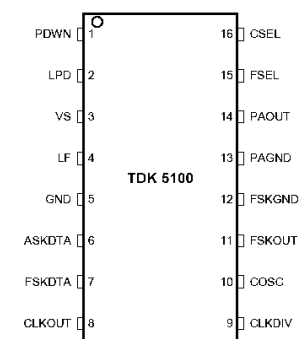 PDWN 1 16 CSEL
LPD 2 15 FSEL
VS 3 14 PAOUT
LF 4 13 PAGND
TDK 5100
GND 5 12 FSKGND
ASKDTA 6 11 FSKOUT
FSKDTA 7 10 COSC
CLKOUT 8 9 CLKDIV